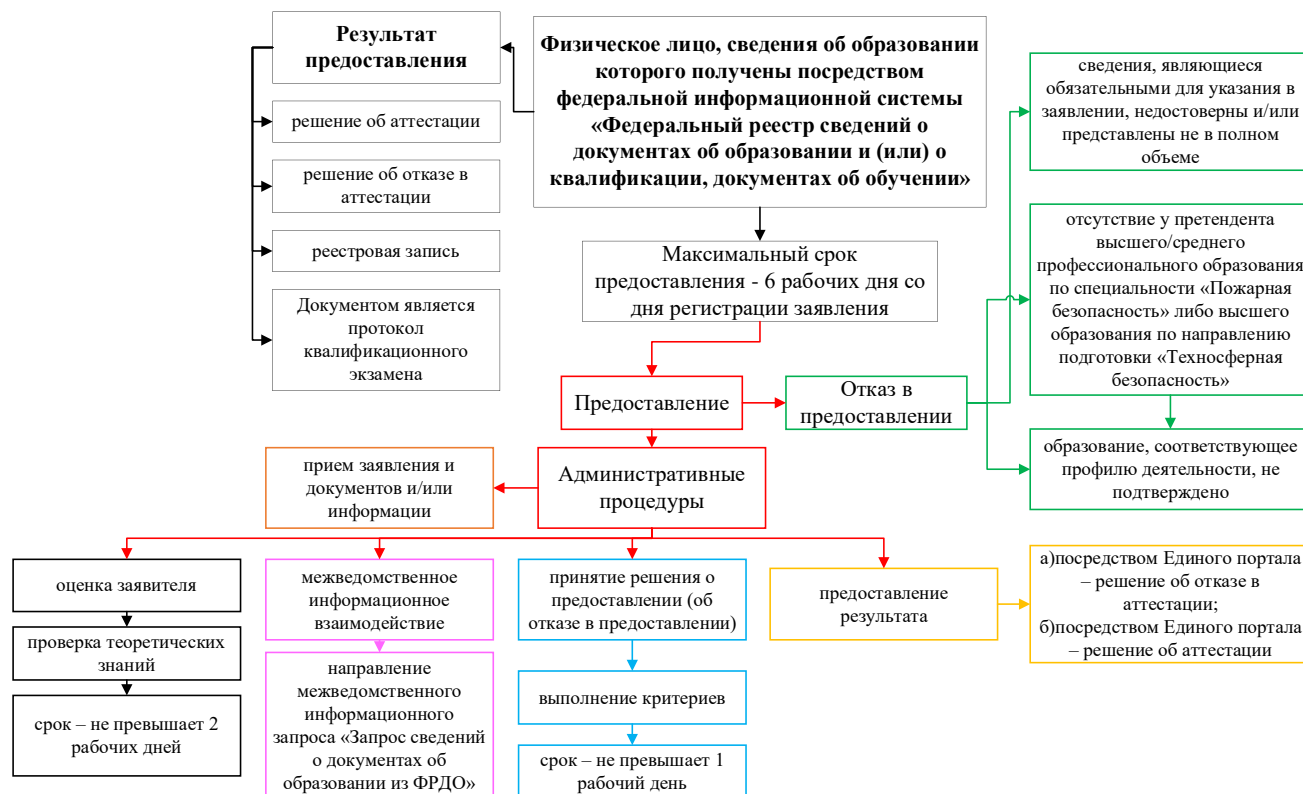 Результат
предоставления
решение об аттестации
решение об отказе в
аттестации
реестровая запись
Документом является
протокол
квалификационного
экзамена
Физическое лицо, сведения об образовании
которого получены посредством
федеральной информационной системы
«Федеральный реестр сведений о
документах об образовании и (или) о
квалификации, документах об обучении»
Максимальный срок
предоставления - 6 рабочих дня со
дня регистрации заявления
Предоставление
Отказ в
предоставлении
сведения, являющиеся
обязательными для указания в
заявлении, недостоверны и/или
представлены не в полном
объеме
отсутствие у претендента
высшего/среднего
профессионального образования
по специальности «Пожарная
безопасность» либо высшего
образования по направлению
подготовки «Техносферная
безопасность»
образование, соответствующее
профилю деятельности, не
подтверждено
Административные
процедуры
прием заявления и
документов и/или
информации
оценка заявителя
проверка теоретических
знаний
срок – не превышает 2
рабочих дней
межведомственное
информационное
взаимодействие
направление
межведомственного
информационного
запроса «Запрос сведений
о документах об
образовании из ФРДО»
принятие решения о
предоставлении (об
отказе в предоставлении)
выполнение критериев
срок – не превышает 1
рабочий день
предоставление
результата
а)посредством Единого портала
– решение об отказе в
аттестации;
б)посредством Единого портала
– решение об аттестации